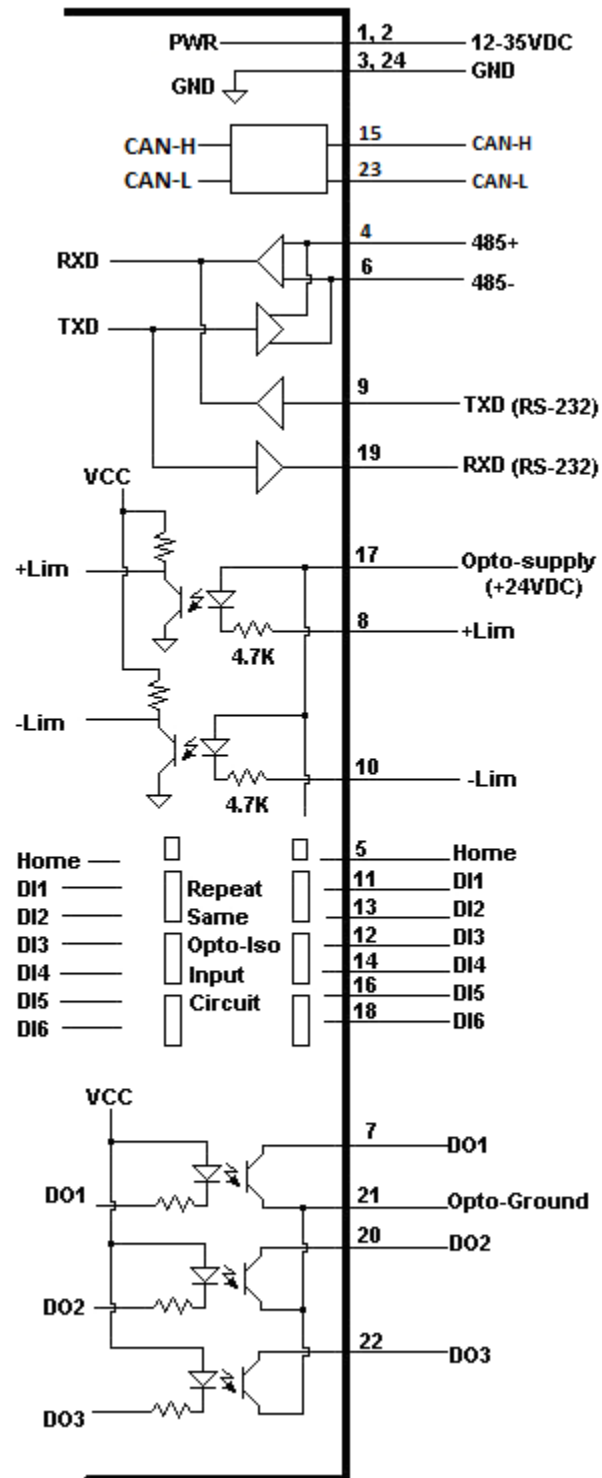 PWR 1, 2 12-35VDC
GND 3, 24 GND
CAN-H 15 CAN-H
CAN-L 23 CAN-L
4 485+
RXD 6 485-
TXD
9 TXD (RS-232)
19 RXD (RS-232)
VCC
17 Opto-supply
(+24VDC)
+Lim 8 +Lim
4.7K
-Lim 10 -Lim
4.7K
Home 5 Home
DI1 Repeat 11 DI1
DI2 Same 13 DI2
DI3 Opto-Iso 12 DI3
DI4 Input 14 DI4
DI5 Circuit 16 DI5
DI6 18 DI6
VCC
7 DO1
DO1 21 Opto-Ground
20 DO2
DO2
22 DO3
DO3